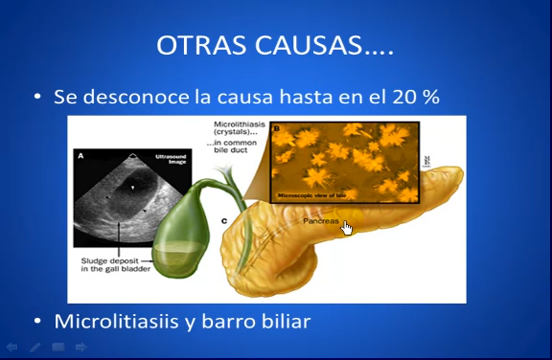 OTRAS CAUSAS....
• Se desconoce la causa hasta en el 20 %
Microlithiasis
(crystals)...
...in common
bile duct
A
Ultrasound
Image
B
Microscopic view of bile
C
Pancreas
Sludge deposit
in the gall bladder
• Microlitiasiis y barro biliar